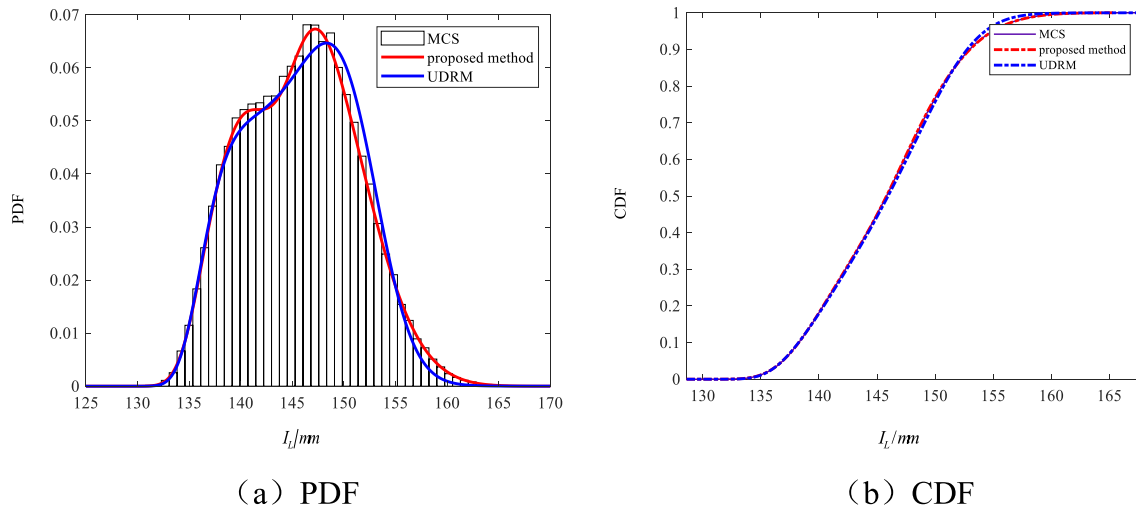 0.07
0.06
0.05
0.04
0.03
0.02
0.01
0
PDF
MCS
proposed method
UDRM
125 130 135 140 145 150 155 160 165 170
I_L/mm
(a) PDF
1
0.9
0.8
0.7
0.6
0.5
0.4
0.3
0.2
0.1
0
CDF
MCS
proposed method
UDRM
130 135 140 145 150 155 160 165
I_L/mm
(b) CDF